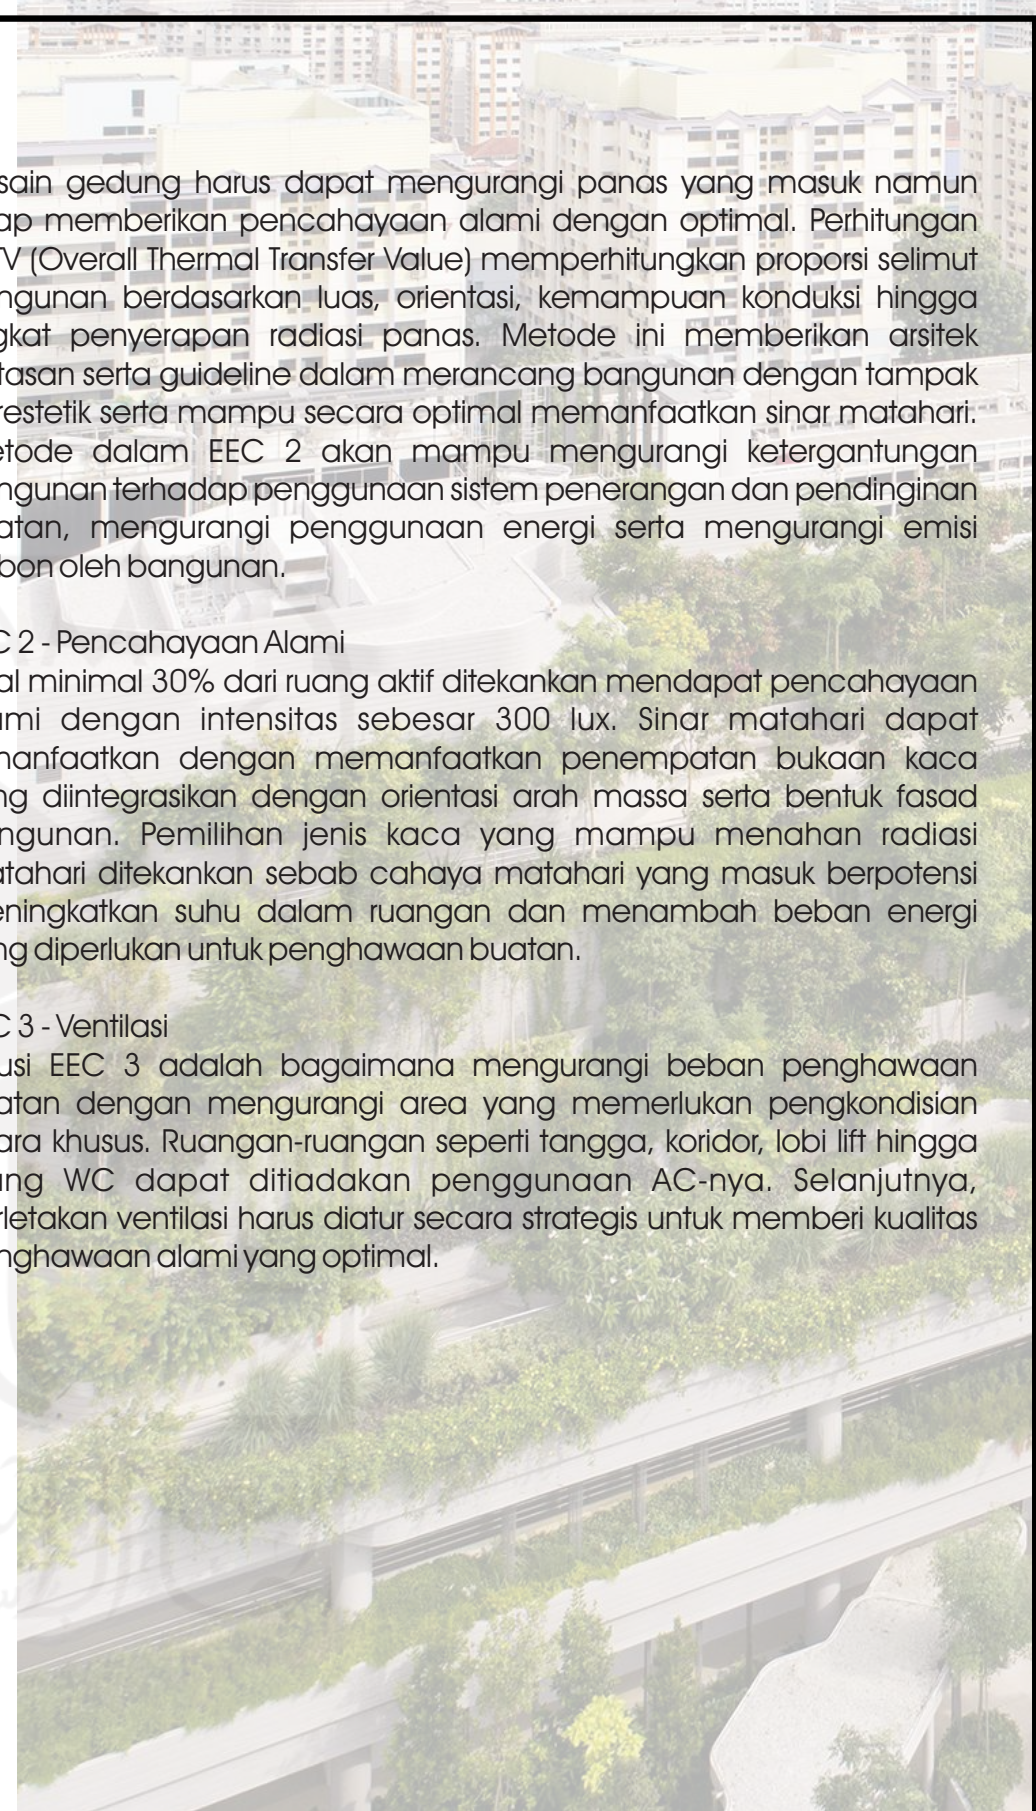 sain gedung harus dapat mengurangi panas yang masuk namun
ap memberikan pencahayaan alami dengan optimal. Perhitungan
TV (Overall Thermal Transfer Value) memperhitungkan proporsi selimut
ngunan berdasarkan luas, orientasi, kemampuan konduksi hingga
gkat penyerapan radiasi panas. Metode ini memberikan arsitek
tasan serta guideline dalam merancang bangunan dengan tampak
restetik serta mampu secara optimal memanfaatkan sinar matahari.
etode dalam EEC 2 akan mampu mengurangi ketergantungan
ngunan terhadap penggunaan sistem penerangan dan pendinginan
atan, mengurangi penggunaan energi serta mengurangi emisi
bon oleh bangunan.
C 2 - Pencahayaan Alami
al minimal 30% dari ruang aktif ditekankan mendapat pencahayaan
ami dengan intensitas sebesar 300 lux. Sinar matahari dapat
manfaatkan dengan memanfaatkan penempatan bukaan kaca
ng diintegrasikan dengan orientasi arah massa serta bentuk fasad
ngunan. Pemilihan jenis kaca yang mampu menahan radiasi
atahari ditekankan sebab cahaya matahari yang masuk berpotensi
eningkatkan suhu dalam ruangan dan menambah beban energi
ng diperlukan untuk penghawaan buatan.
C 3 - Ventilasi
usi EEC 3 adalah bagaimana mengurangi beban penghawaan
atan dengan mengurangi area yang memerlukan pengkondisian
ara khusus. Ruangan-ruangan seperti tangga, koridor, lobi lift hingga
ang WC dapat ditiadakan penggunaan AC-nya. Selanjutnya,
rletakan ventilasi harus diatur secara strategis untuk memberi kualitas
nghawaan alami yang optimal.